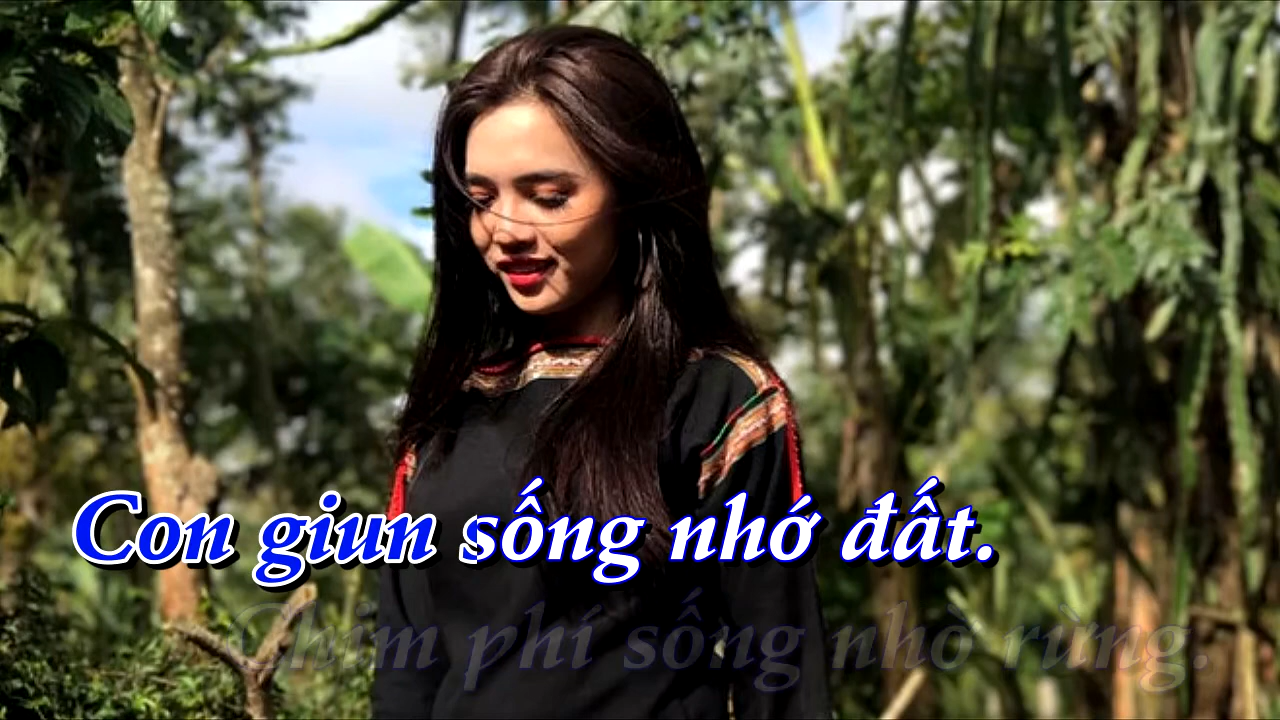 Con giun sống nhớ đất.
Chim phí sống nhờ rừng.